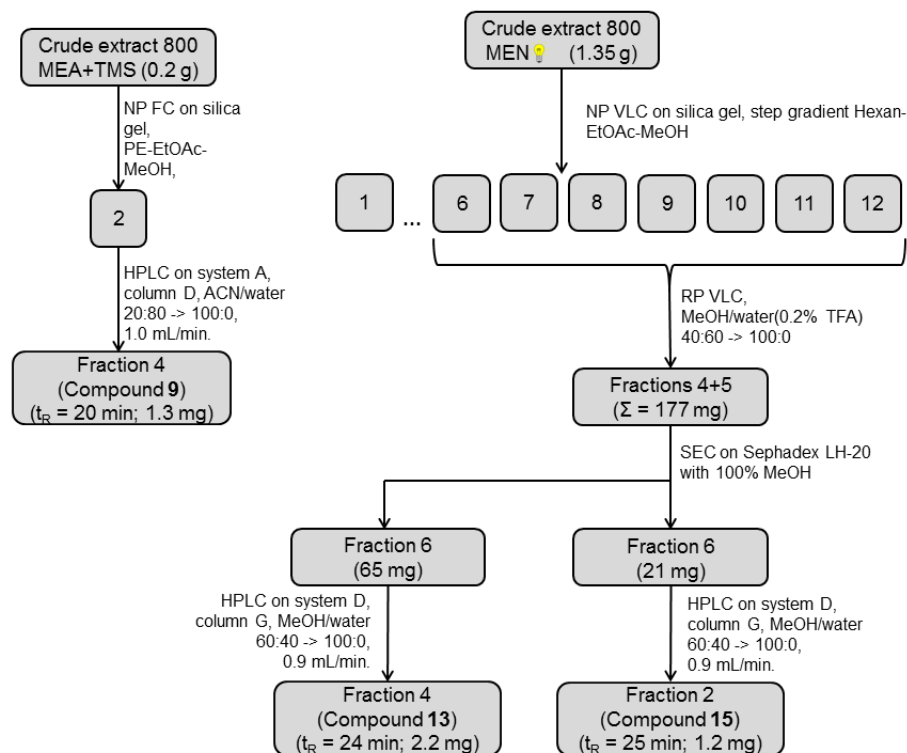 Crude extract 800
MEA+TMS (0.2 g)
NP FC on silica
gel,
PE-EtOAc-
MeOH,
2
HPLC on system A,
column D, ACN/water
20:80 -> 100:0,
1.0 mL/min.
Fraction 4
(Compound 9)
(tR = 20 min; 1.3 mg)
Crude extract 800
MEN💡 (1.35 g)
NP VLC on silica gel, step gradient Hexan-
EtOAc-MeOH
1 ... 6 7 8 9 10 11 12
RP VLC,
MeOH/water(0.2% TFA)
40:60 -> 100:0
Fractions 4+5
(Σ = 177 mg)
SEC on Sephadex LH-20
with 100% MeOH
Fraction 6
(65 mg)
HPLC on system D,
column G, MeOH/water
60:40 -> 100:0,
0.9 mL/min.
Fraction 4
(Compound 13)
(tR = 24 min; 2.2 mg)
Fraction 6
(21 mg)
HPLC on system D,
column G, MeOH/water
60:40 -> 100:0,
0.9 mL/min.
Fraction 2
(Compound 15)
(tR = 25 min; 1.2 mg)